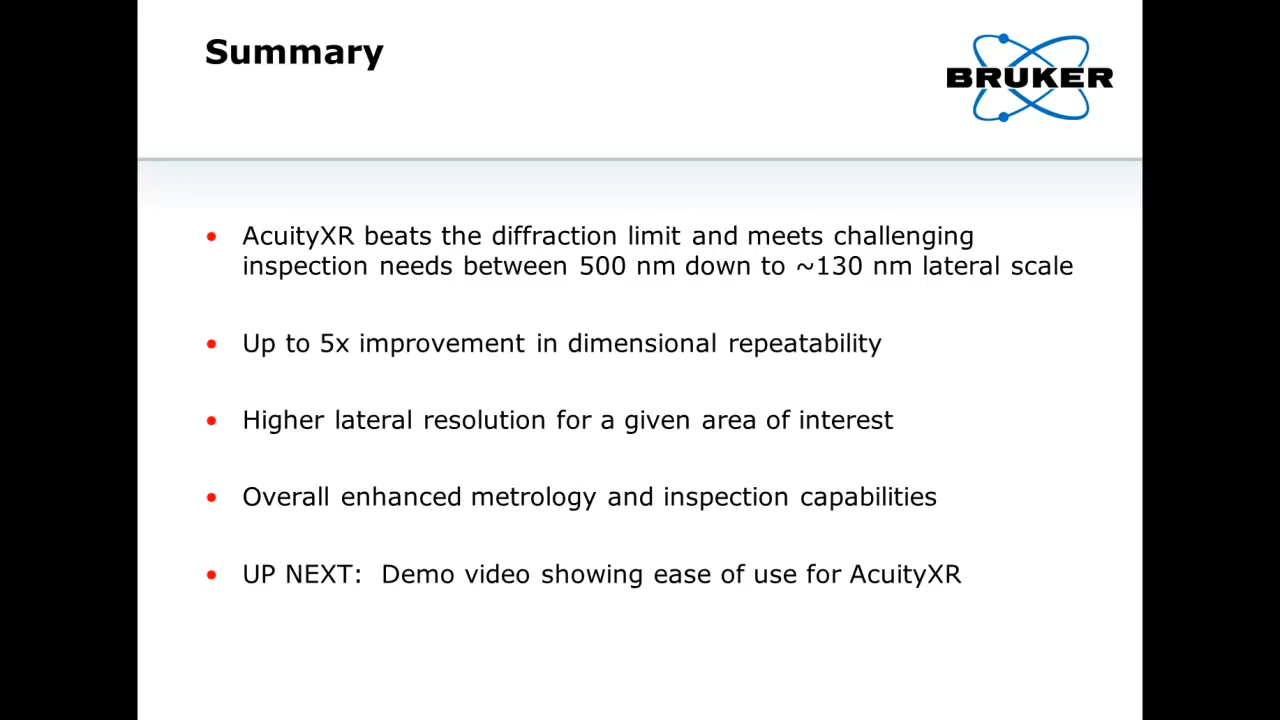 Summary
BRUKER
• AcuityXR beats the diffraction limit and meets challenging
inspection needs between 500 nm down to ~130 nm lateral scale
• Up to 5x improvement in dimensional repeatability
• Higher lateral resolution for a given area of interest
• Overall enhanced metrology and inspection capabilities
• UP NEXT:  Demo video showing ease of use for AcuityXR